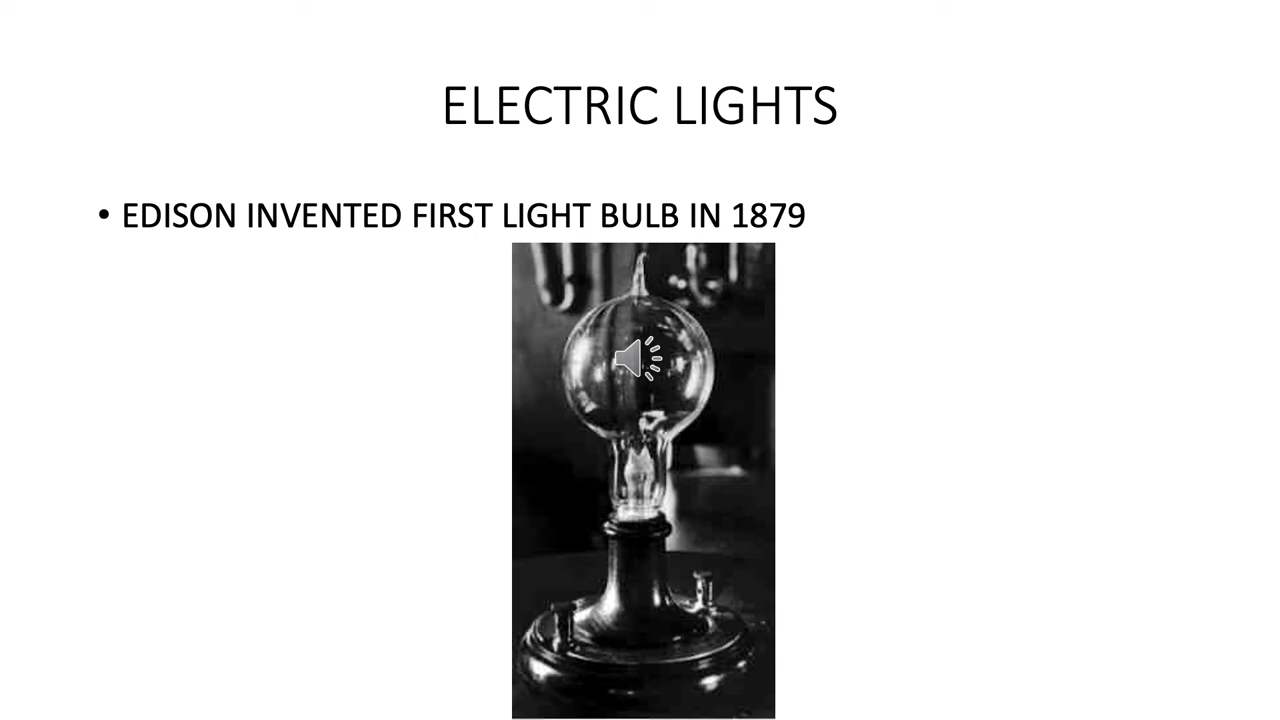 ELECTRIC LIGHTS
• EDISON INVENTED FIRST LIGHT BULB IN 1879